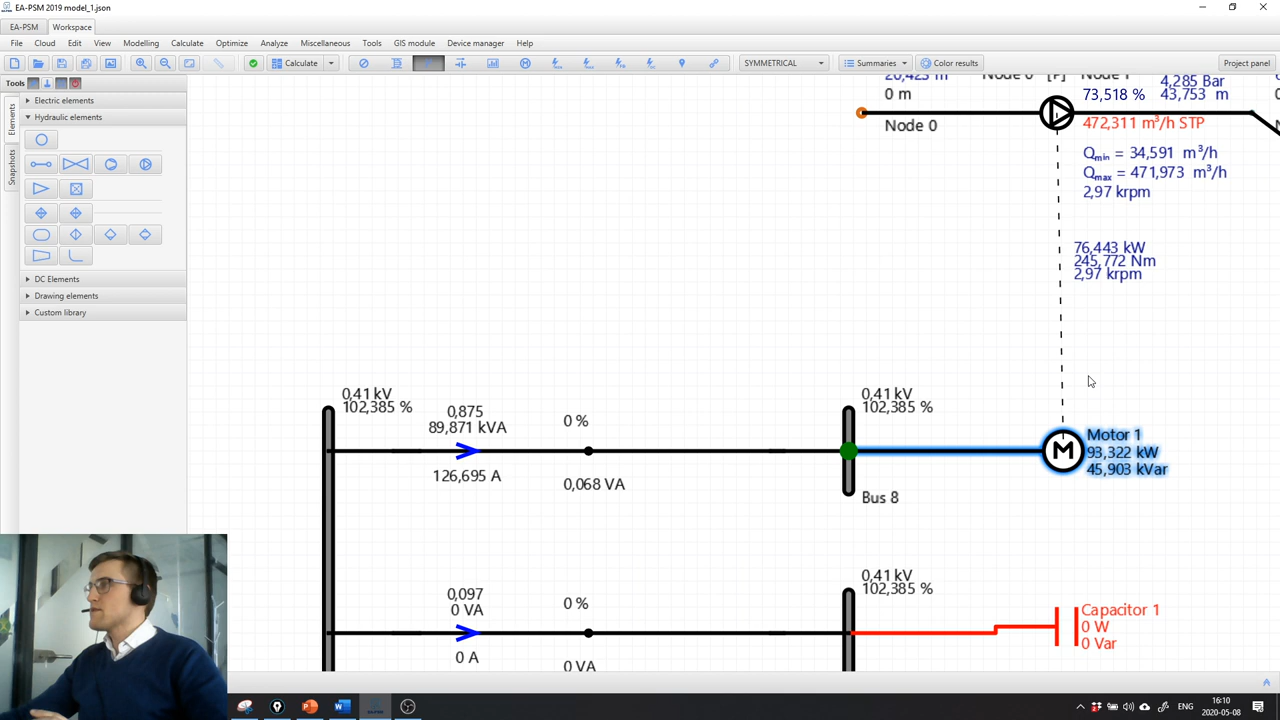 EA-PSM 2019 model_1.json
EA-PSM Workspace
File Cloud Edit View Modelling Calculate Optimize Analyze Miscellaneous Tools GIS module Device manager Help
Calculate SYMMETRICAL Summaries Color results Project panel
Tools
Elements
Snapshots
Electric elements
Hydraulic elements
DC Elements
Drawing elements
Custom library
0 m
Node 0
Node 1
73,518 %
4,285 Bar
43,753 m
472,311 m³/h STP
Qmin = 34,591 m³/h
Qmax = 471,973 m³/h
2,97 krpm
76,443 kW
245,772 Nm
2,97 krpm
0,41 kV
102,385 %
0,875
89,871 kVA
126,695 A
0 %
0,068 VA
0,41 kV
102,385 %
Bus 8
Motor 1
93,322 kW
45,903 kVar
0,097
0 VA
0 A
0 %
0 VA
0,41 kV
102,385 %
Capacitor 1
0 W
0 Var
ENG
16:10
2020-05-08